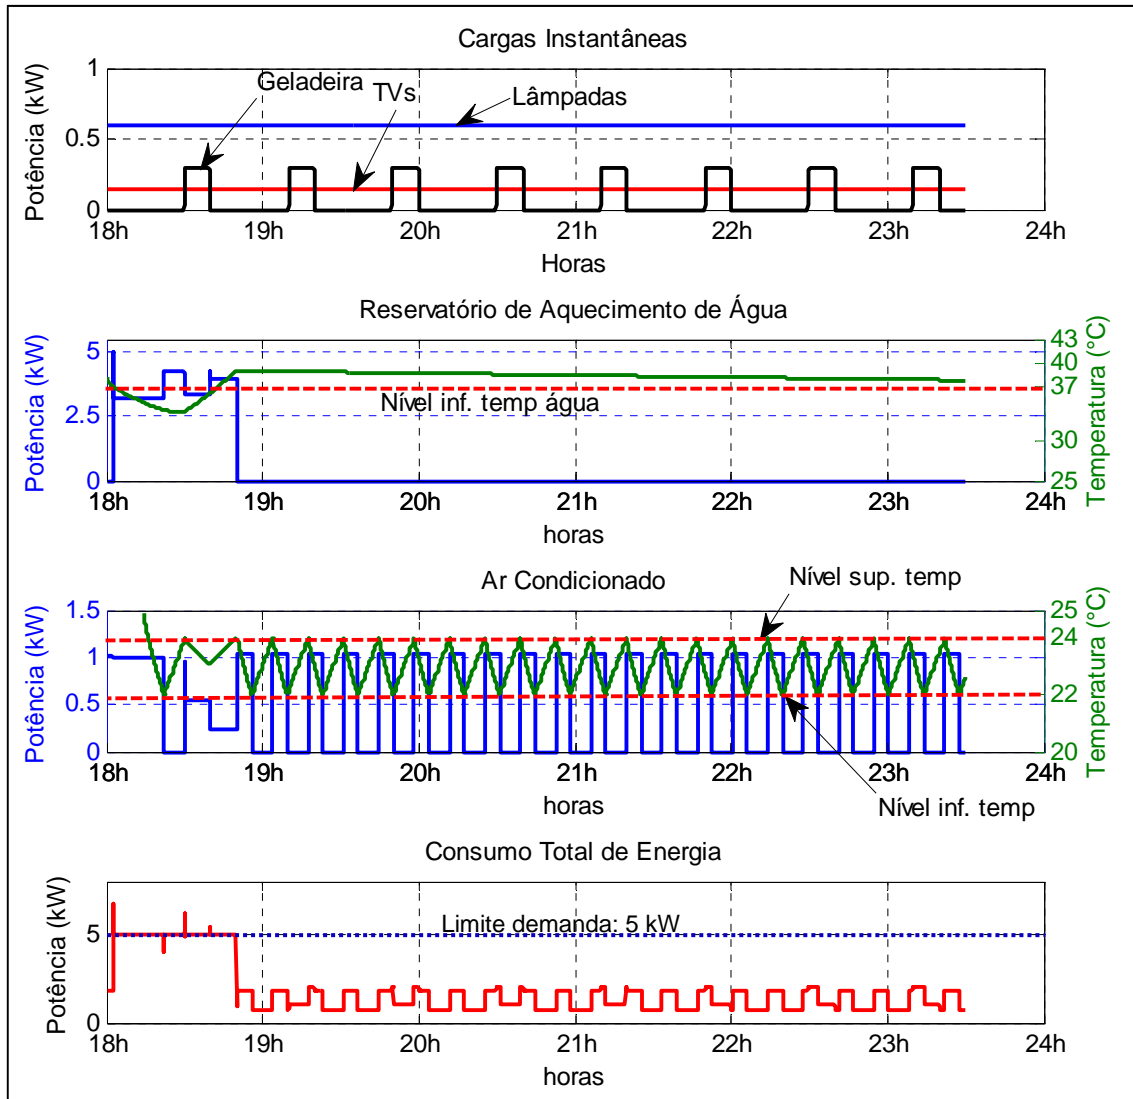 Cargas Instantâneas
Potência (kW)
1
0.5
0
Geladeira
TVs
Lâmpadas
18h 19h 20h 21h 22h 23h 24h
Horas
Reservatório de Aquecimento de Água
Potência (kW)
5
2.5
0
Nível inf. temp água
43
40
37
30
25
Temperatura (°C)
18h 19h 20h 21h 22h 23h 24h
horas
Ar Condicionado
Nível sup. temp
Potência (kW)
1.5
1
0.5
0
25
24
22
20
Temperatura (°C)
18h 19h 20h 21h 22h 23h 24h
horas
Nível inf. temp
Consumo Total de Energia
Potência (kW)
5
0
Limite demanda: 5 kW
18h 19h 20h 21h 22h 23h 24h
horas